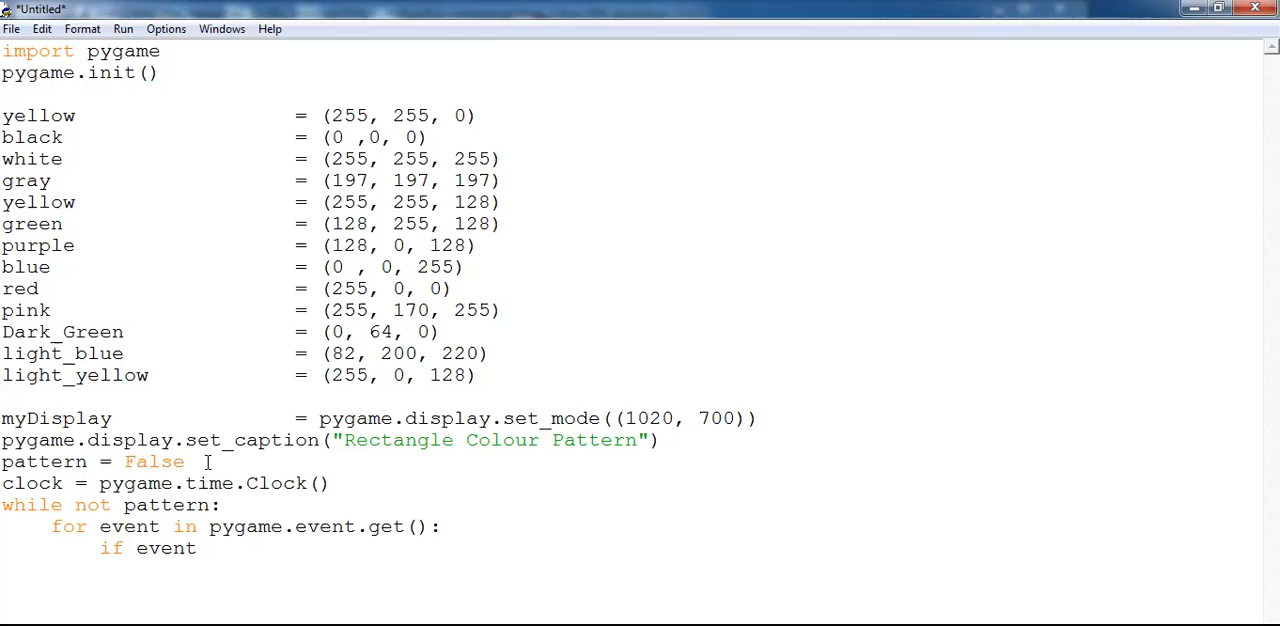 *Untitled*
File Edit Format Run Options Windows Help
import pygame
pygame.init()
yellow = (255, 255, 0)
black = (0 ,0, 0)
white = (255, 255, 255)
gray = (197, 197, 197)
yellow = (255, 255, 128)
green = (128, 255, 128)
purple = (128, 0, 128)
blue = (0 , 0, 255)
red = (255, 0, 0)
pink = (255, 170, 255)
Dark_Green = (0, 64, 0)
light_blue = (82, 200, 220)
light_yellow = (255, 0, 128)
myDisplay = pygame.display.set_mode((1020, 700))
pygame.display.set_caption("Rectangle Colour Pattern")
pattern = False
clock = pygame.time.Clock()
while not pattern:
    for event in pygame.event.get():
        if event